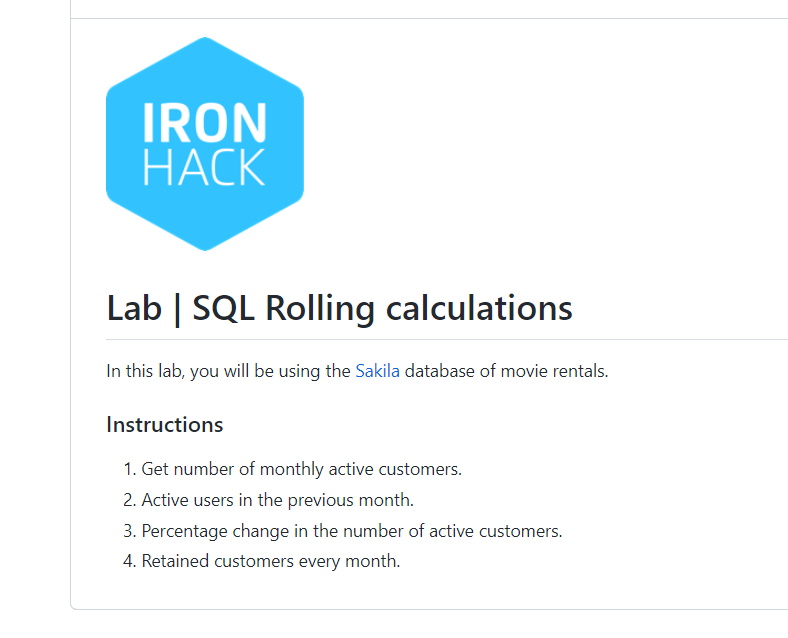 IRON
HACK
Lab | SQL Rolling calculations
In this lab, you will be using the Sakila database of movie rentals.
Instructions
1. Get number of monthly active customers.
2. Active users in the previous month.
3. Percentage change in the number of active customers.
4. Retained customers every month.